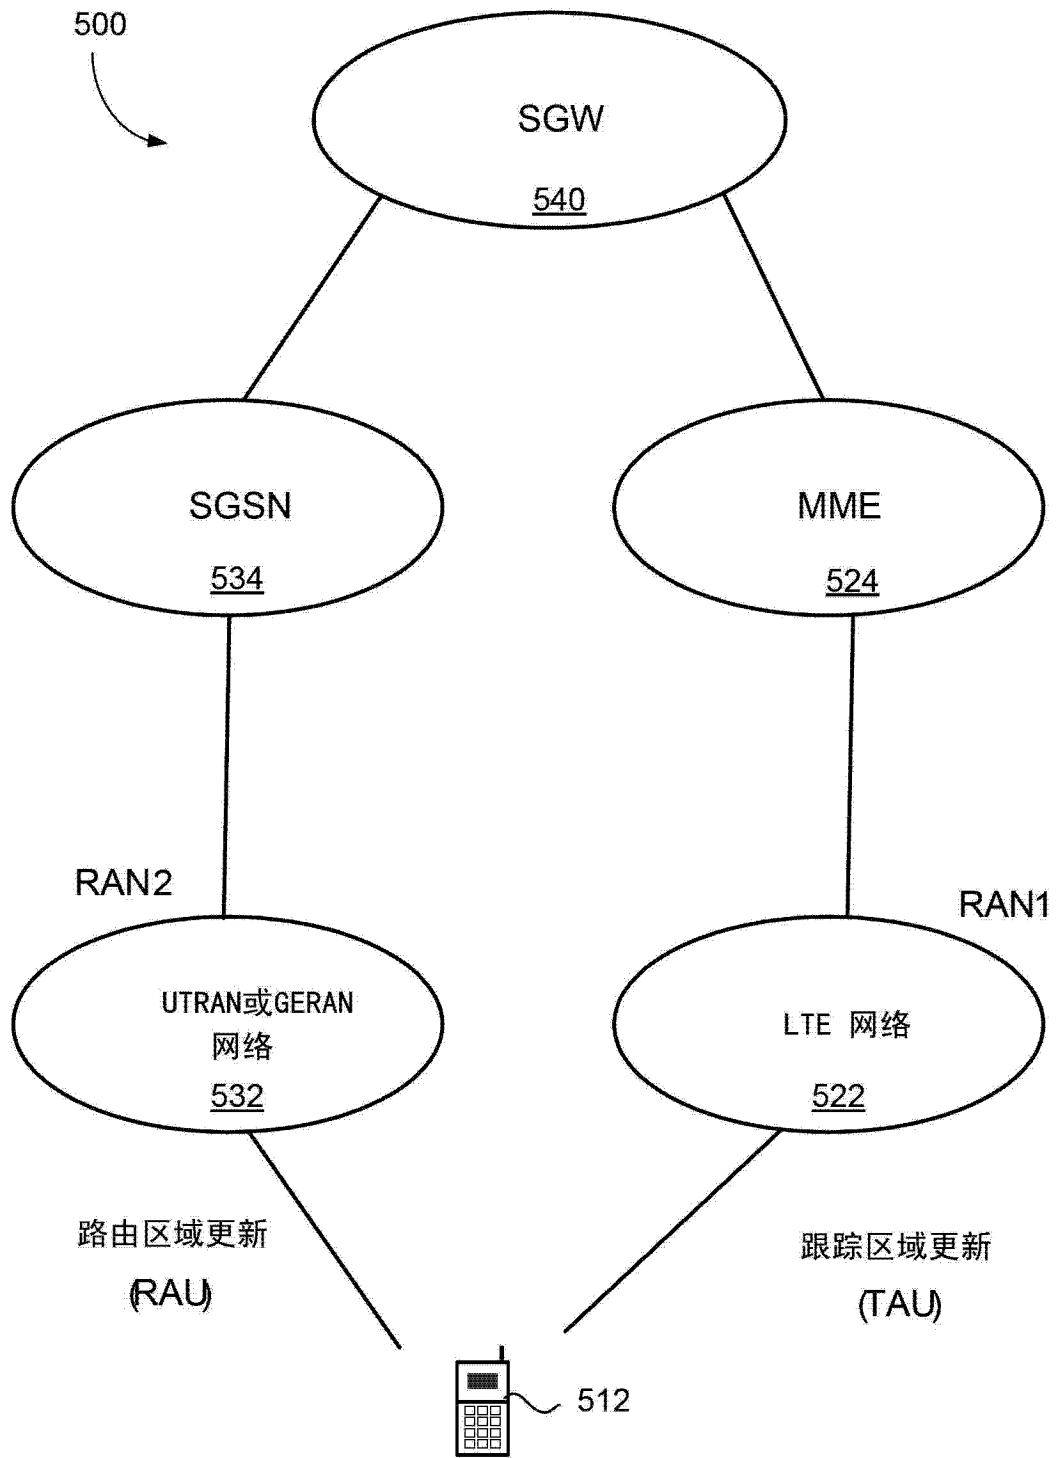 500
SGW
540
SGSN
534
MME
524
RAN2
RAN1
UTRAN或GERAN
网络
532
LTE 网络
522
路由区域更新
(RAU)
跟踪区域更新
(TAU)
512